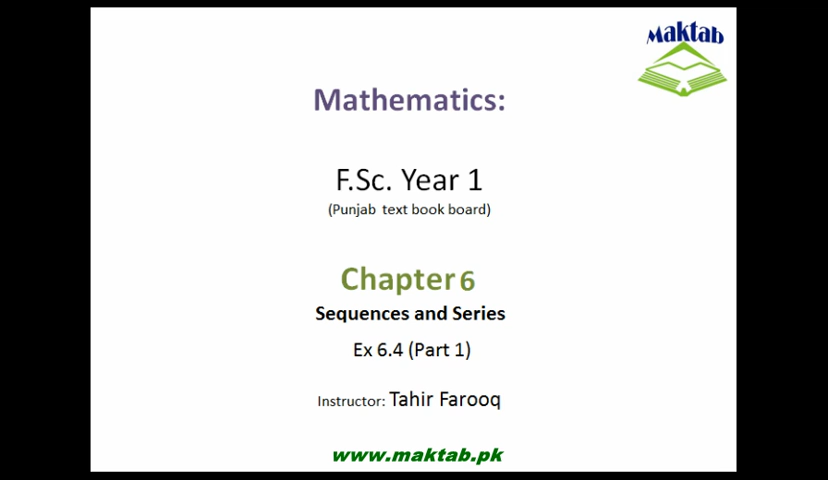 Maktab
Mathematics:
F.Sc. Year 1
(Punjab text book board)
Chapter 6
Sequences and Series
Ex 6.4 (Part 1)
Instructor: Tahir Farooq
www.maktab.pk